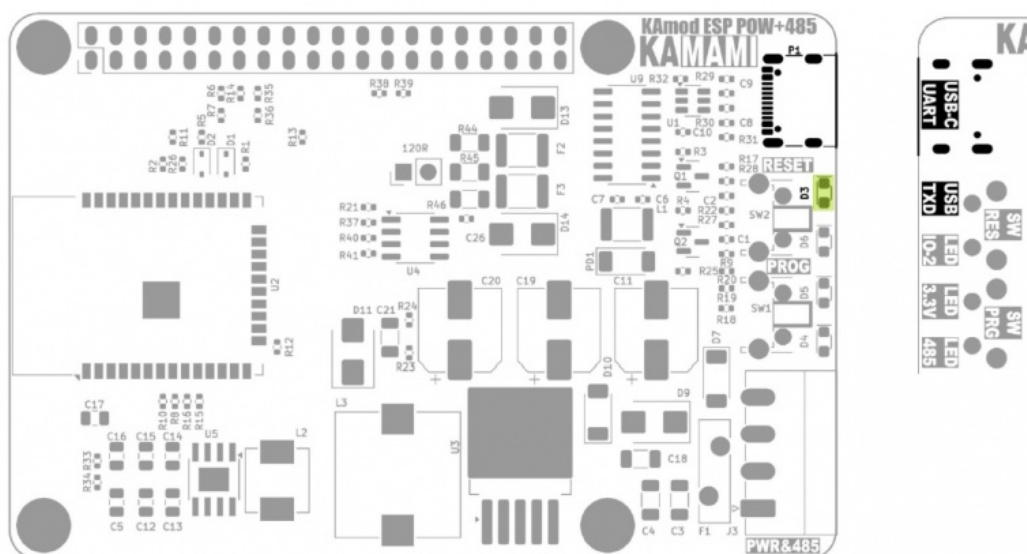 KAmod ESP POW+485
KAMAMI
P1
R38
R39
U9
R32
R29
C9
R6
R14
R35
R7
R36
D13
U1
R30
C8
C10
R31
R5
D2
D1
R11
R13
R44
F2
R2
R26
R1
120R
R45
R3
R17
RESET
R28
Q1
F3
D3
R21
R46
C7
C6
R4
C2
L1
R22
SW2
R37
R27
R40
C26
D14
Q2
C1
D6
R41
U4
PD1
R9
PROG
R25
R20
U2
C20
C19
C11
R19
D5
SW1
R18
D11
C21
R24
D7
D4
R12
R23
D10
C17
R10
R8
R16
R15
L3
D9
U5
L2
U3
C16
C15
C14
C18
R33
R34
C5
C12
C13
C4
C3
F1
J3
PWR&485
KA
USB-C
UART
USB
TXD
SW
RES
LED
IO-2
LED
3.3V
SW
PRG
LED
485